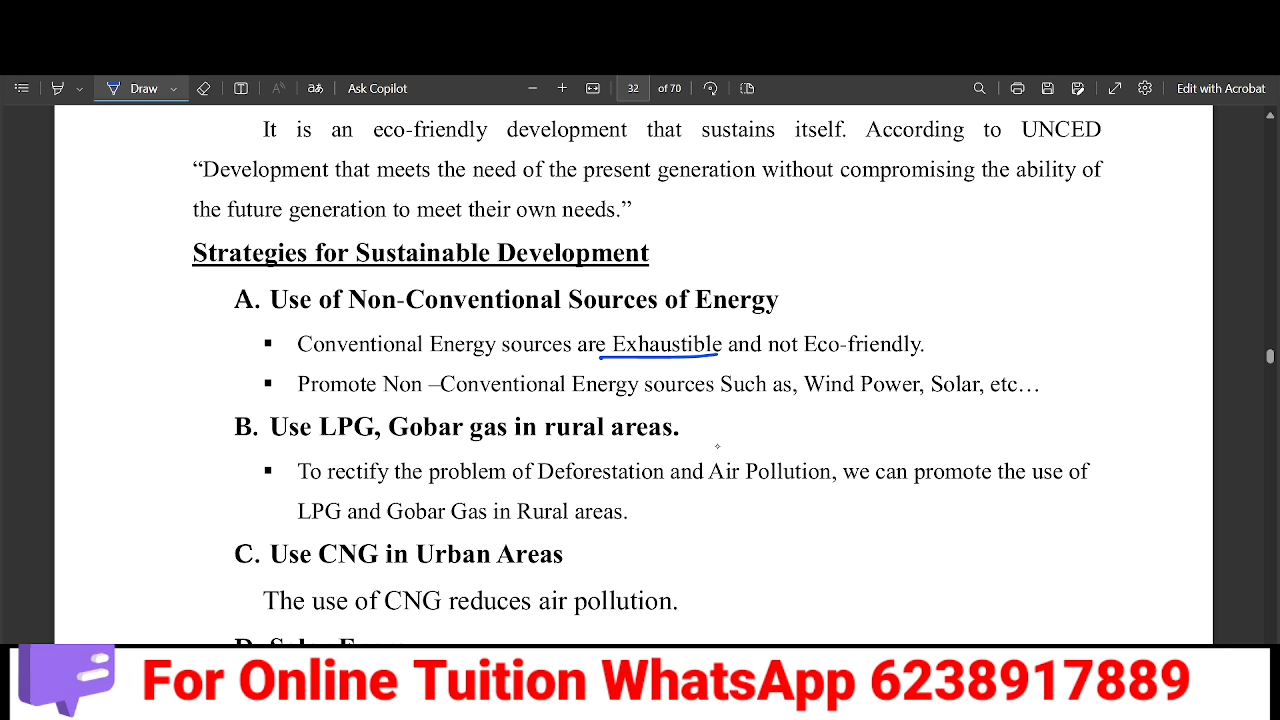 Draw
Ask Copilot
32 of 70
Edit with Acrobat
It is an eco-friendly development that sustains itself. According to UNCED
“Development that meets the need of the present generation without compromising the ability of
the future generation to meet their own needs.”
Strategies for Sustainable Development
A. Use of Non-Conventional Sources of Energy
▪ Conventional Energy sources are Exhaustible and not Eco-friendly.
▪ Promote Non –Conventional Energy sources Such as, Wind Power, Solar, etc…
B. Use LPG, Gobar gas in rural areas.
▪ To rectify the problem of Deforestation and Air Pollution, we can promote the use of
LPG and Gobar Gas in Rural areas.
C. Use CNG in Urban Areas
The use of CNG reduces air pollution.
For Online Tuition WhatsApp 6238917889